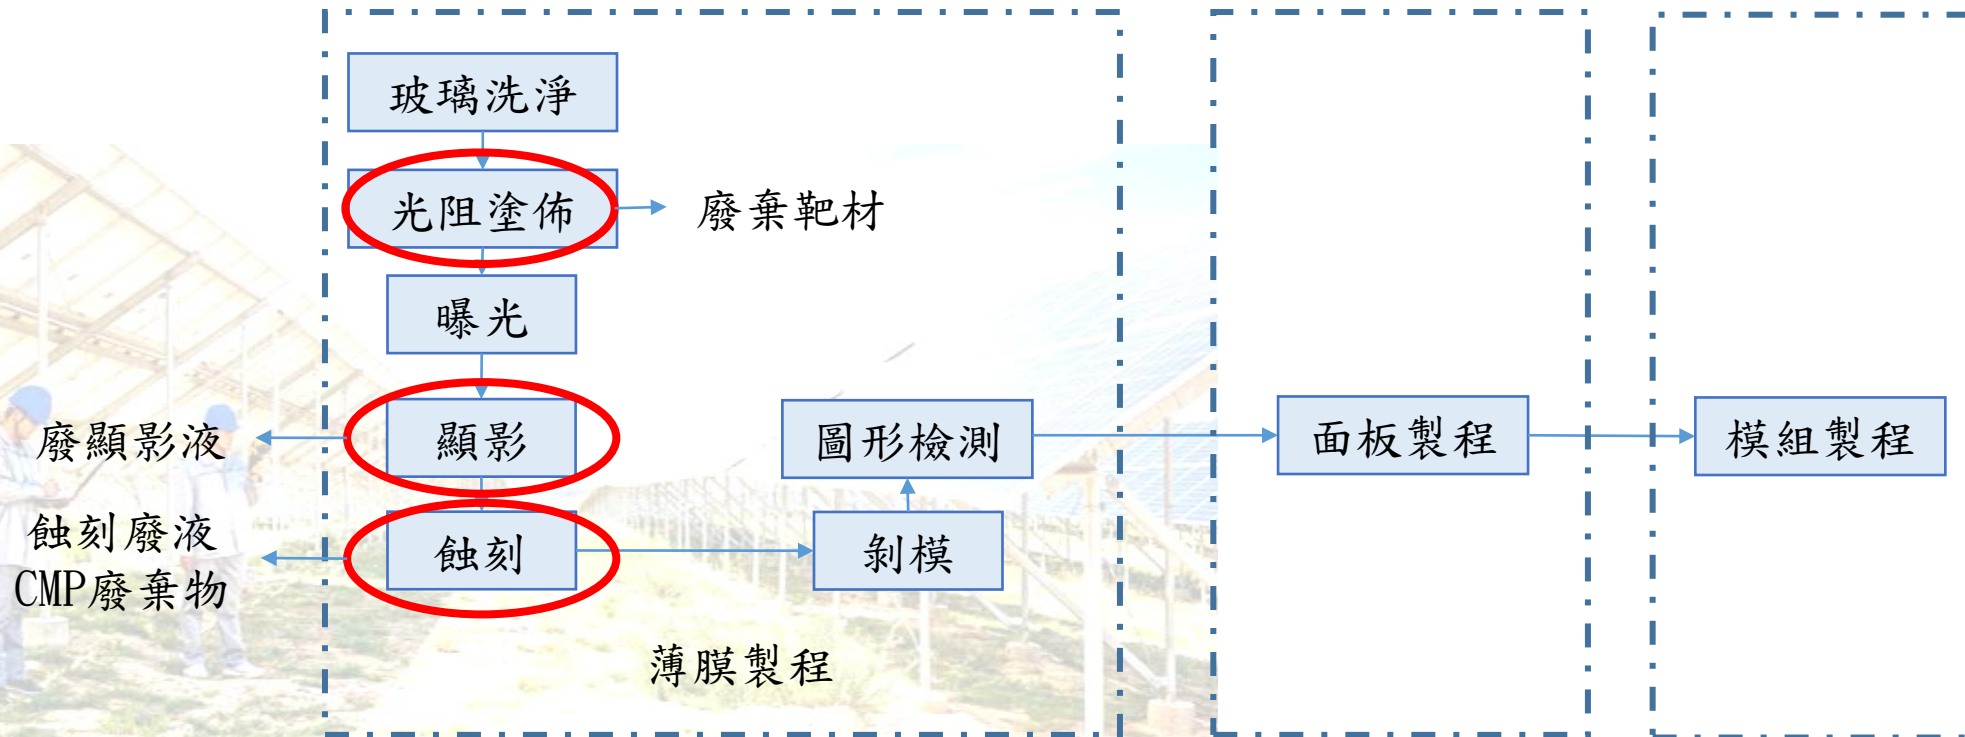 玻璃洗淨
光阻塗佈
廢棄靶材
曝光
廢顯影液
顯影
圖形檢測
面板製程
模組製程
蝕刻廢液
CMP廢棄物
蝕刻
剝模
薄膜製程